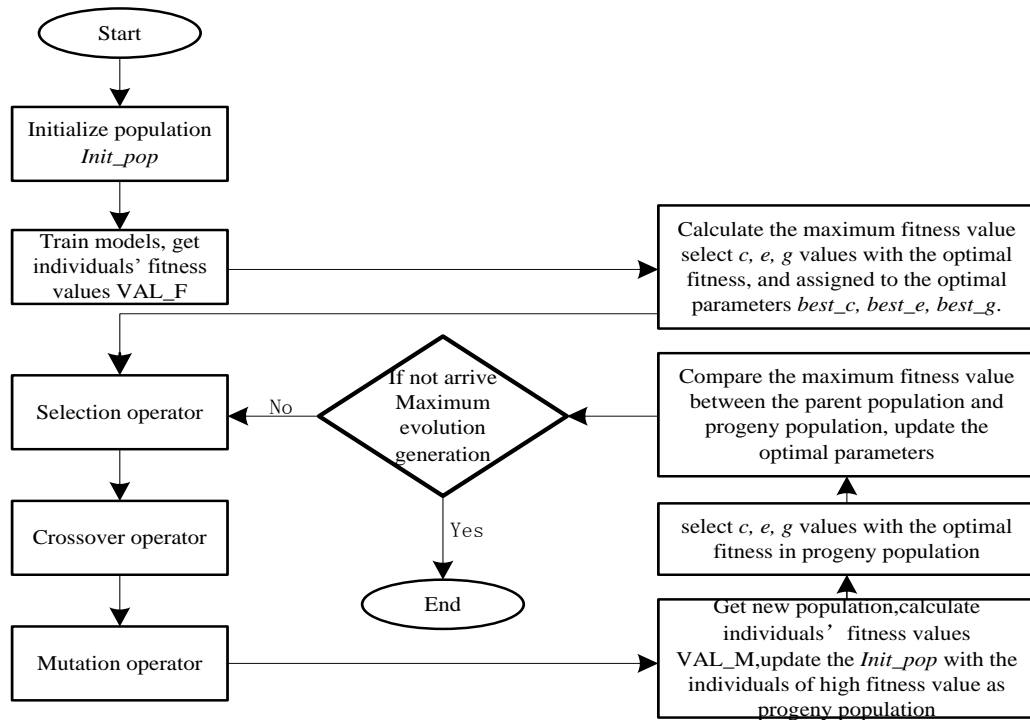 Start
Initialize population
Init_pop
Train models, get
individuals’ fitness
values VAL_F
Calculate the maximum fitness value
select c, e, g values with the optimal
fitness, and assigned to the optimal
parameters best_c, best_e, best_g.
Selection operator
No
If not arrive
Maximum
evolution
generation
Compare the maximum fitness value
between the parent population and
progeny population, update the
optimal parameters
Crossover operator
Yes
select c, e, g values with the optimal
fitness in progeny population
End
Mutation operator
Get new population,calculate
individuals’ fitness values
VAL_M,update the Init_pop with the
individuals of high fitness value as
progeny population